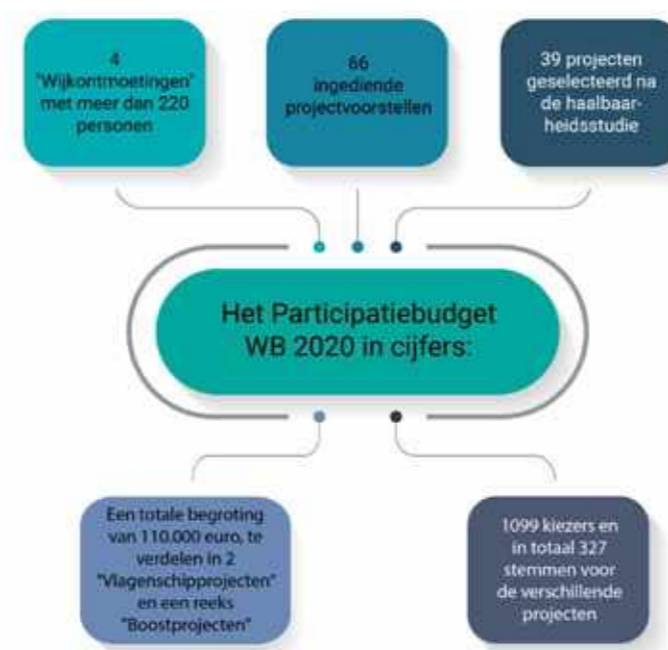 4
"Wijkontmoetingen"
met meer dan 220
personen
66
ingediende
projectvoorstellen
39 projecten
geselecteerd na
de haalbaar-
heidsstudie
Het Participatiebudget
WB 2020 in cijfers:
Een totale begroting
van 110.000 euro, te
verdelen in 2
"Vlagenschipprojecten"
en een reeks
"Boostprojecten"
1099 kiezers en
in totaal 327
stemmen voor
de verschillende
projecten